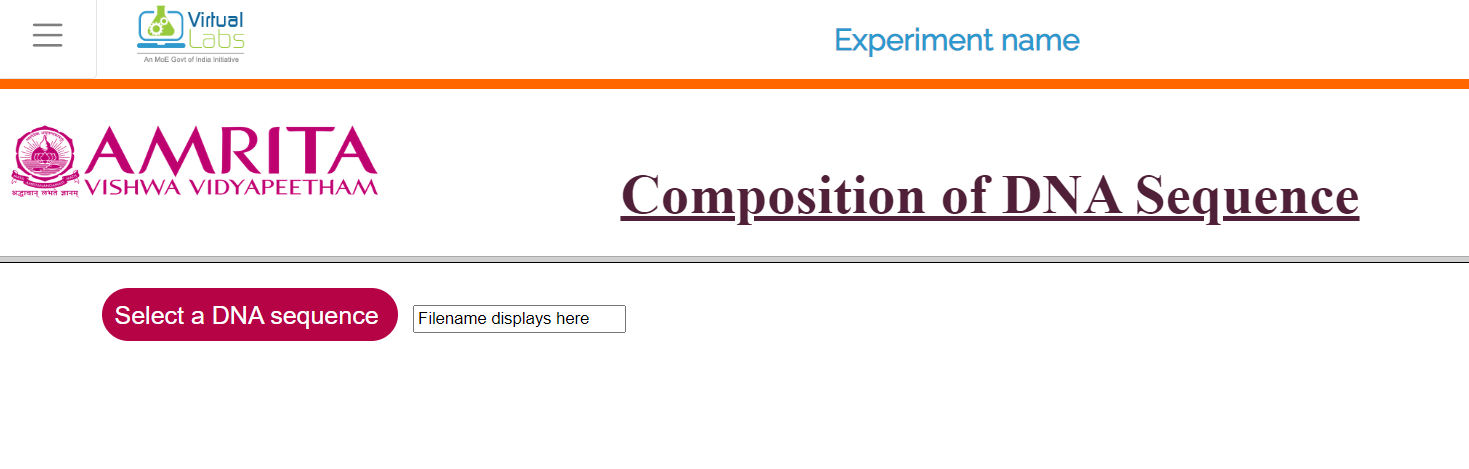 Virtual
Labs
An MoE Govt of India Initiative
Experiment name
AMRITA
VISHWA VIDYAPEETHAM
श्रद्धावान् लभते ज्ञानम्
Composition of DNA Sequence
Select a DNA sequence
Filename displays here